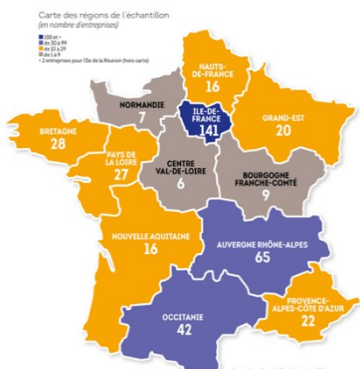 Carte des régions de l'échantillon
(en nombre d'entreprises)
100 et +
de 30 à 99
de 10 à 29
de 1 à 9
• 2 entreprises pour l'île de la Réunion (hors carte)
HAUTS-
DE-FRANCE
16
NORMANDIE
7
ILE-DE-
FRANCE
141
GRAND-EST
20
BRETAGNE
28
PAYS DE
LA LOIRE
27
CENTRE
VAL-DE-LOIRE
6
BOURGOGNE
FRANCHE-COMTÉ
9
NOUVELLE AQUITAINE
16
AUVERGNE RHÔNE-ALPES
65
OCCITANIE
42
PROVENCE-
ALPES-CÔTE D'AZUR
22